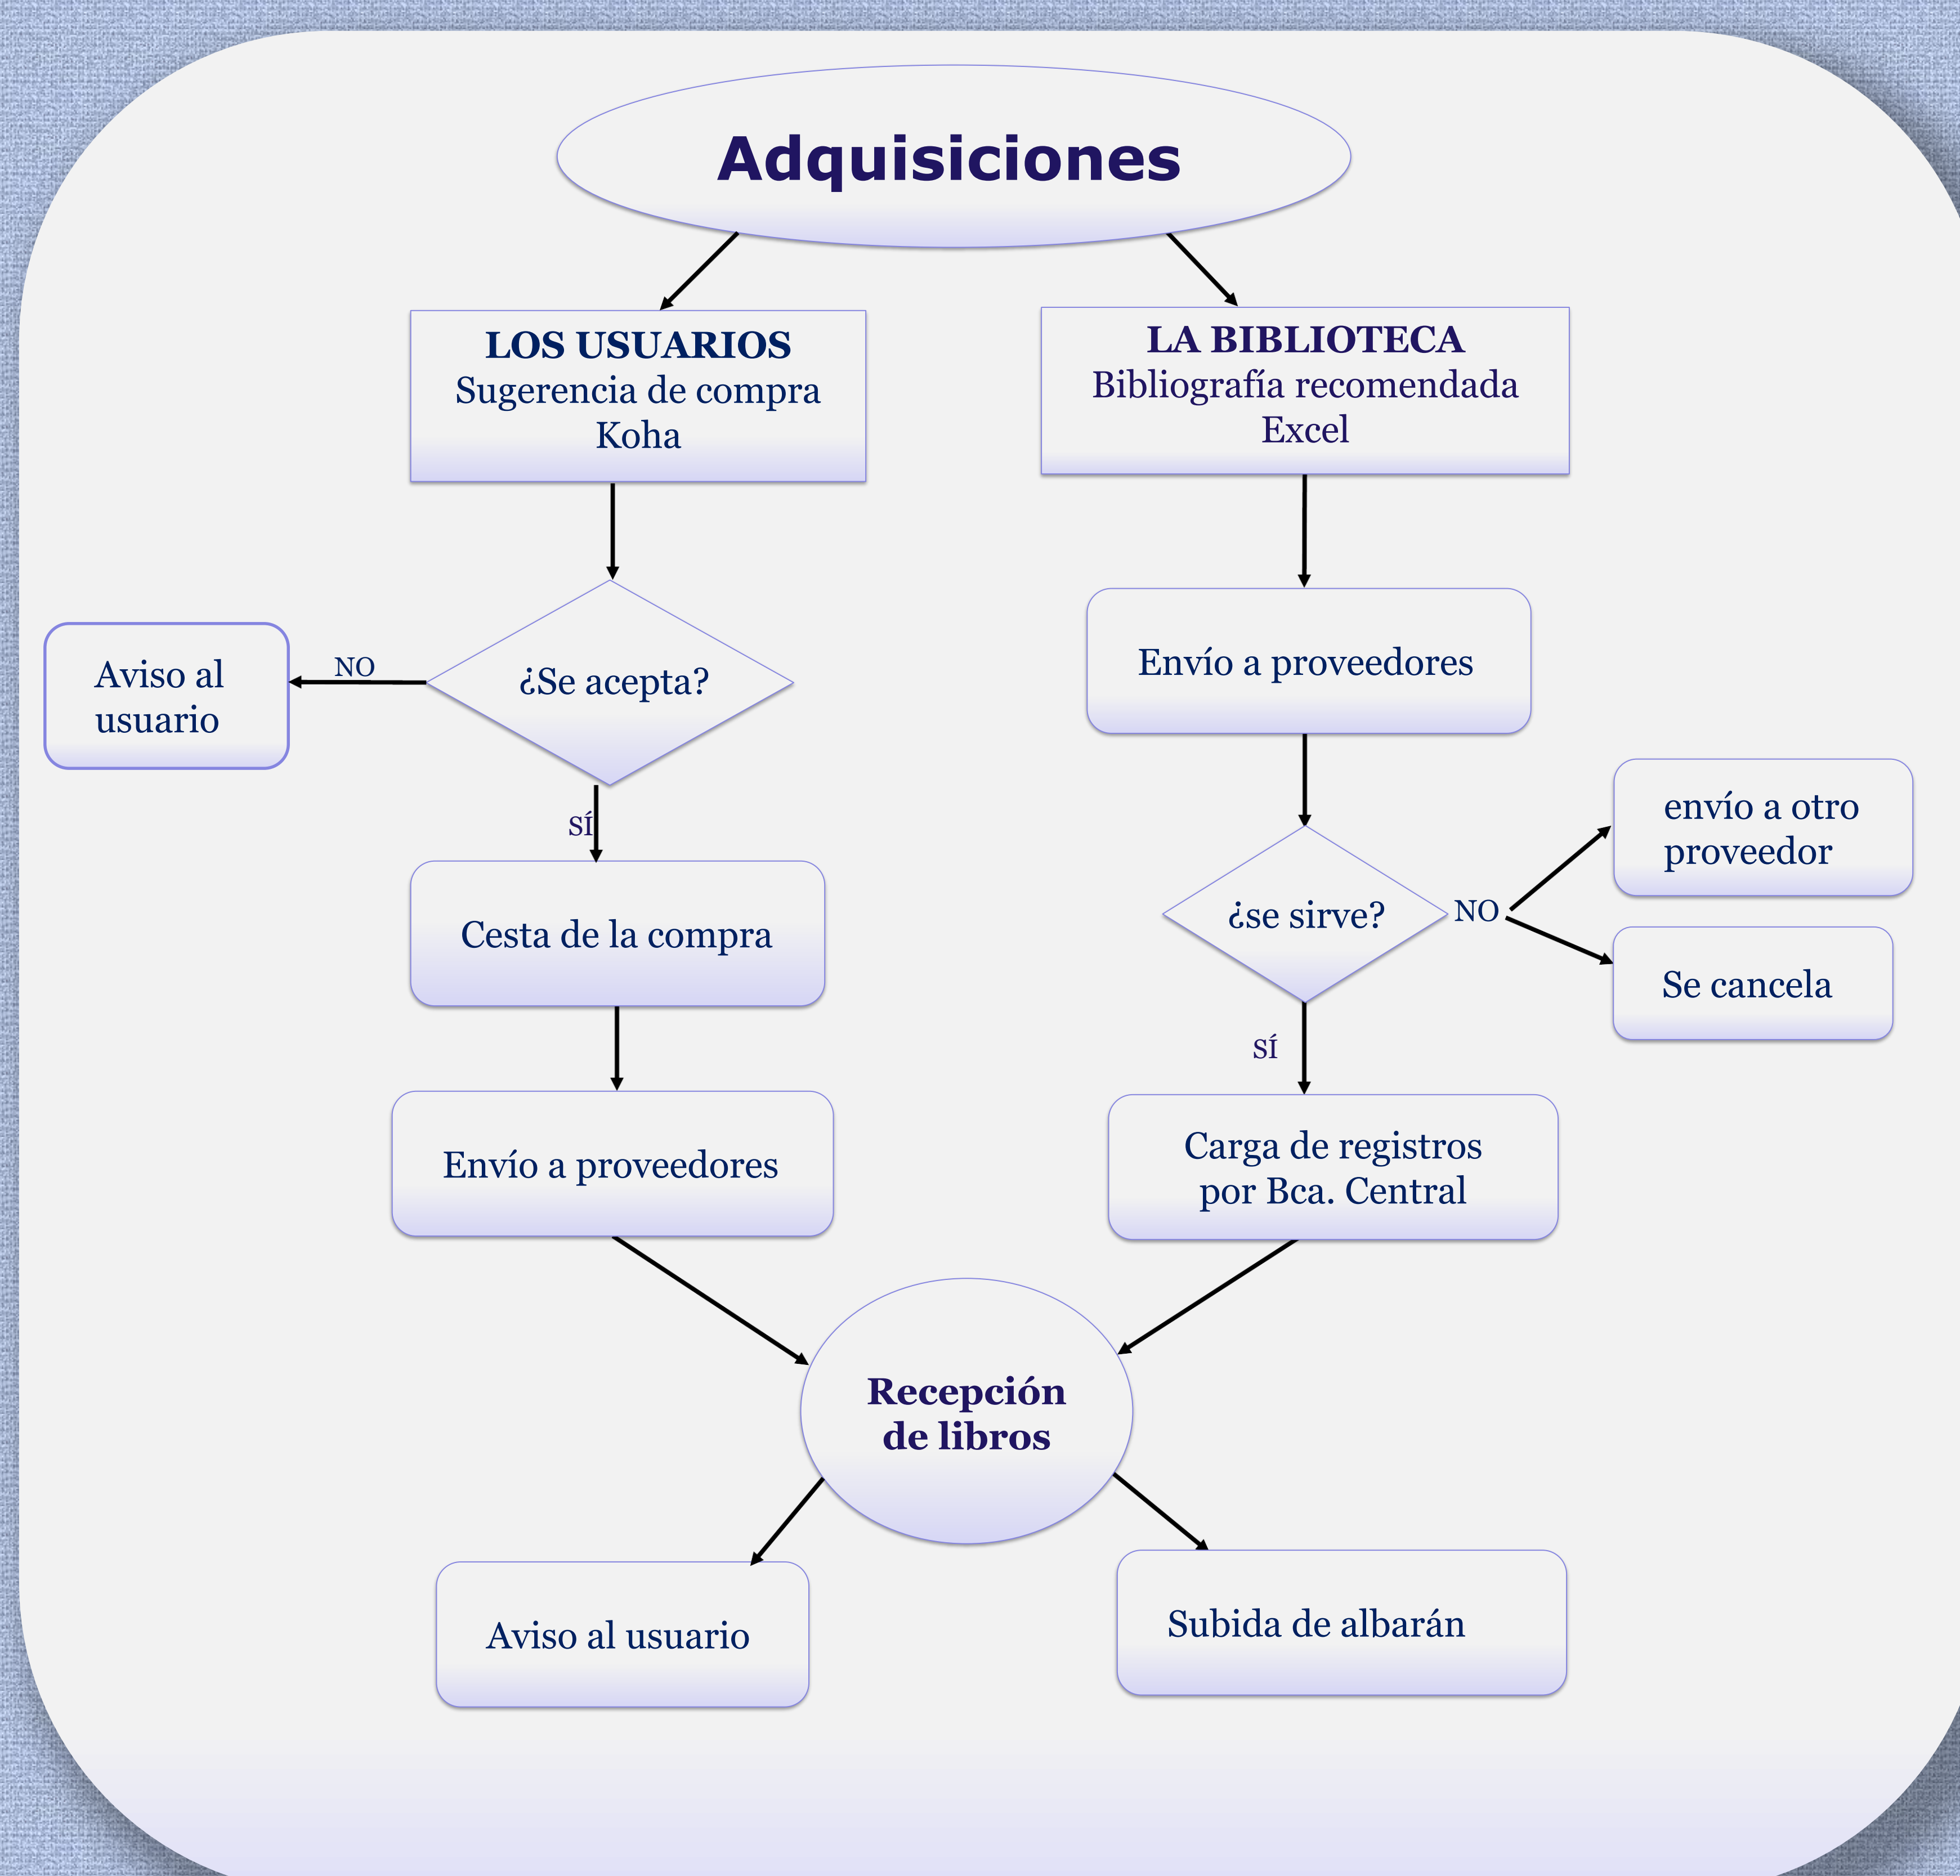 Adquisiciones
LOS USUARIOS
Sugerencia de compra
Koha
LA BIBLIOTECA
Bibliografía recomendada
Excel
¿Se acepta?
NO
Aviso al
usuario
SÍ
Cesta de la compra
Envío a proveedores
Envío a proveedores
¿se sirve?
NO
envío a otro
proveedor
Se cancela
SÍ
Carga de registros
por Bca. Central
Recepción
de libros
Aviso al usuario
Subida de albarán